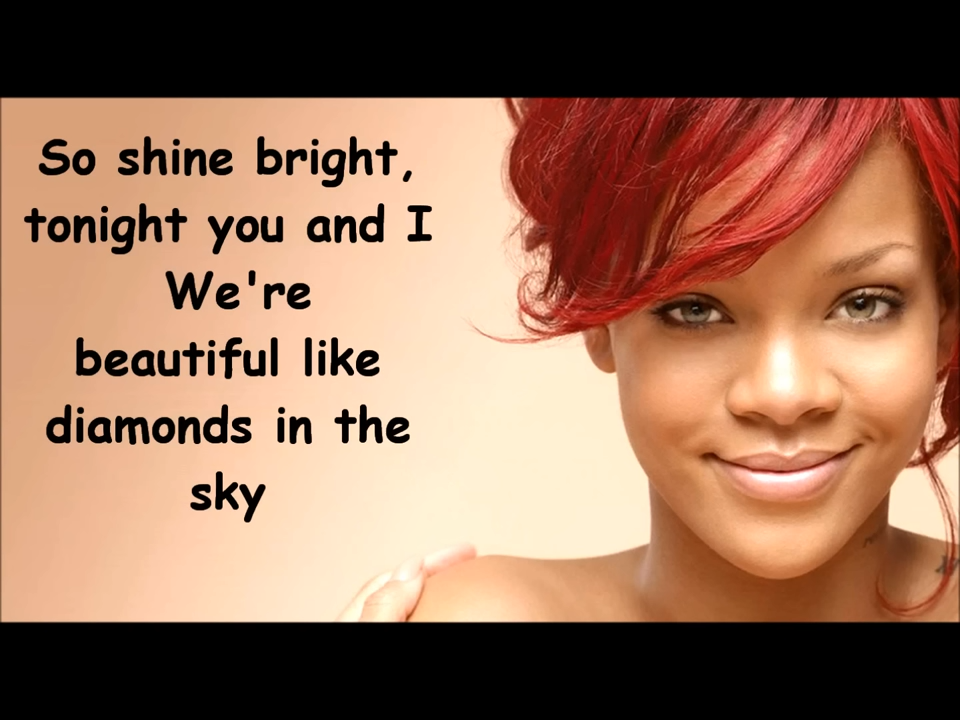 So shine bright,
tonight you and I
We're
beautiful like
diamonds in the
sky